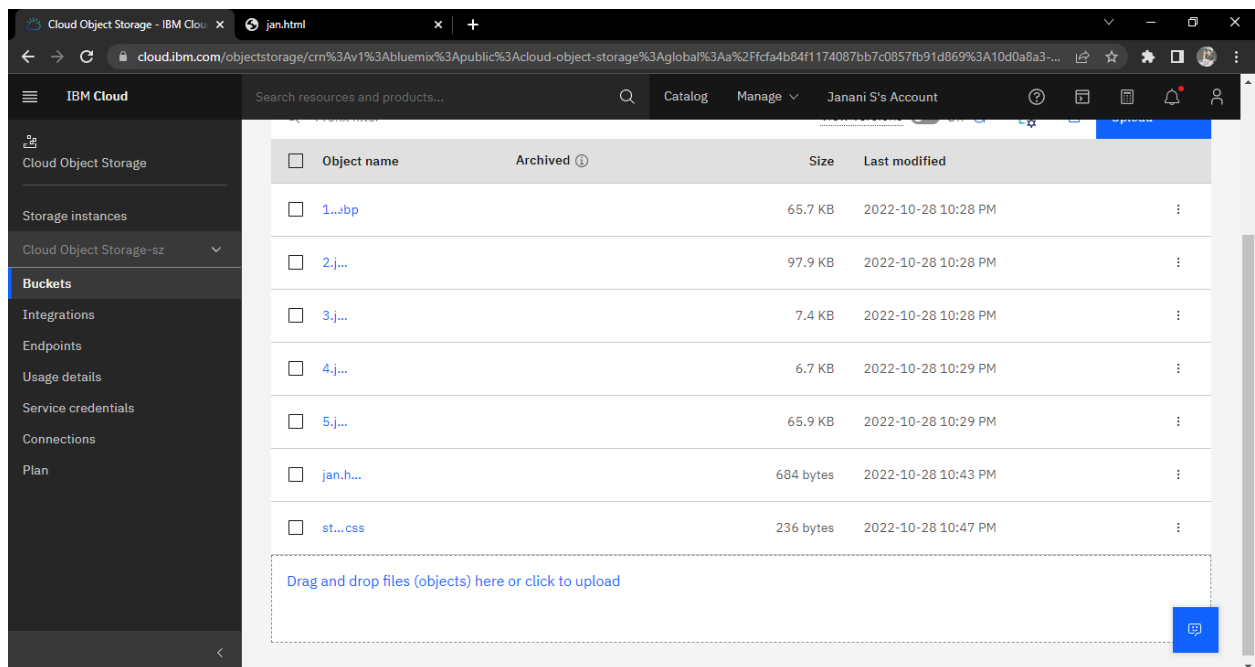 Cloud Object Storage - IBM Clou
jan.html
cloud.ibm.com/objectstorage/crn%3Av1%3Abluemix%3Apublic%3Acloud-object-storage%3Aglobal%3Aa%2Ffcfa4b84f1174087bb7c0857fb91d869%3A10d0a8a3-...
IBM Cloud
Search resources and products...
Catalog
Manage
Janani S's Account
Cloud Object Storage
Storage instances
Cloud Object Storage-sz
Buckets
Integrations
Endpoints
Usage details
Service credentials
Connections
Plan
Object name Archived Size Last modified
1...ebp 65.7 KB 2022-10-28 10:28 PM
2.j... 97.9 KB 2022-10-28 10:28 PM
3.j... 7.4 KB 2022-10-28 10:28 PM
4.j... 6.7 KB 2022-10-28 10:29 PM
5.j... 65.9 KB 2022-10-28 10:29 PM
jan.h... 684 bytes 2022-10-28 10:43 PM
st...css 236 bytes 2022-10-28 10:47 PM
Drag and drop files (objects) here or click to upload